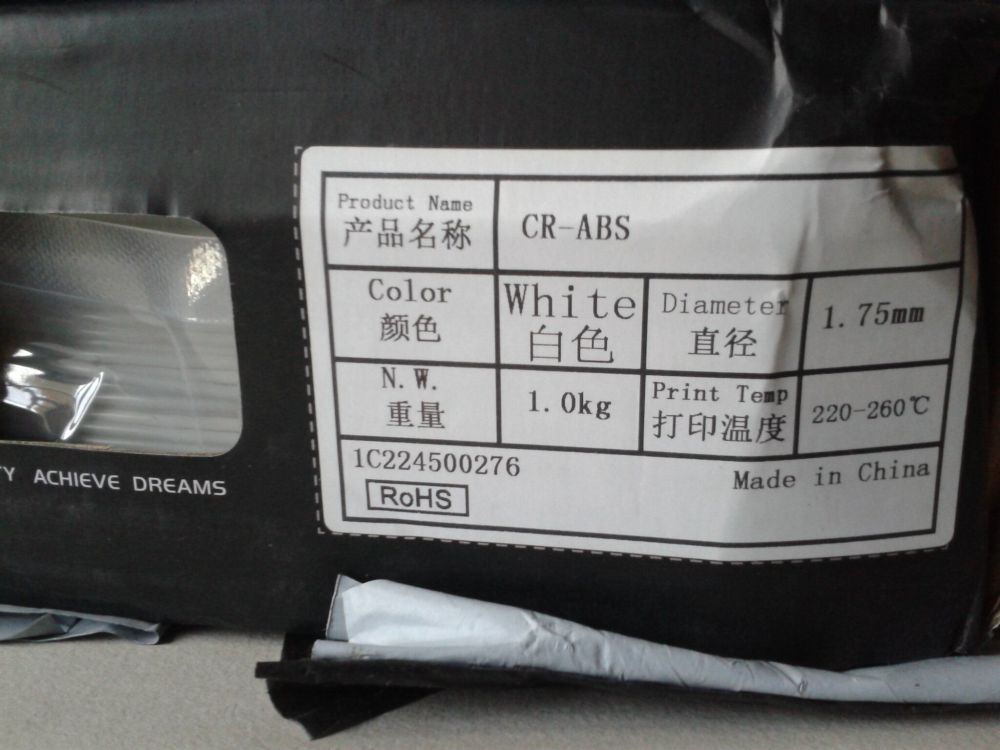 Product Name
产品名称
CR-ABS
Color
颜色
White
白色
Diameter
直径
1.75mm
N.W.
重量
1.0kg
Print Temp
打印温度
220-260℃
1C224500276
Made in China
RoHS
ACHIEVE DREAMS